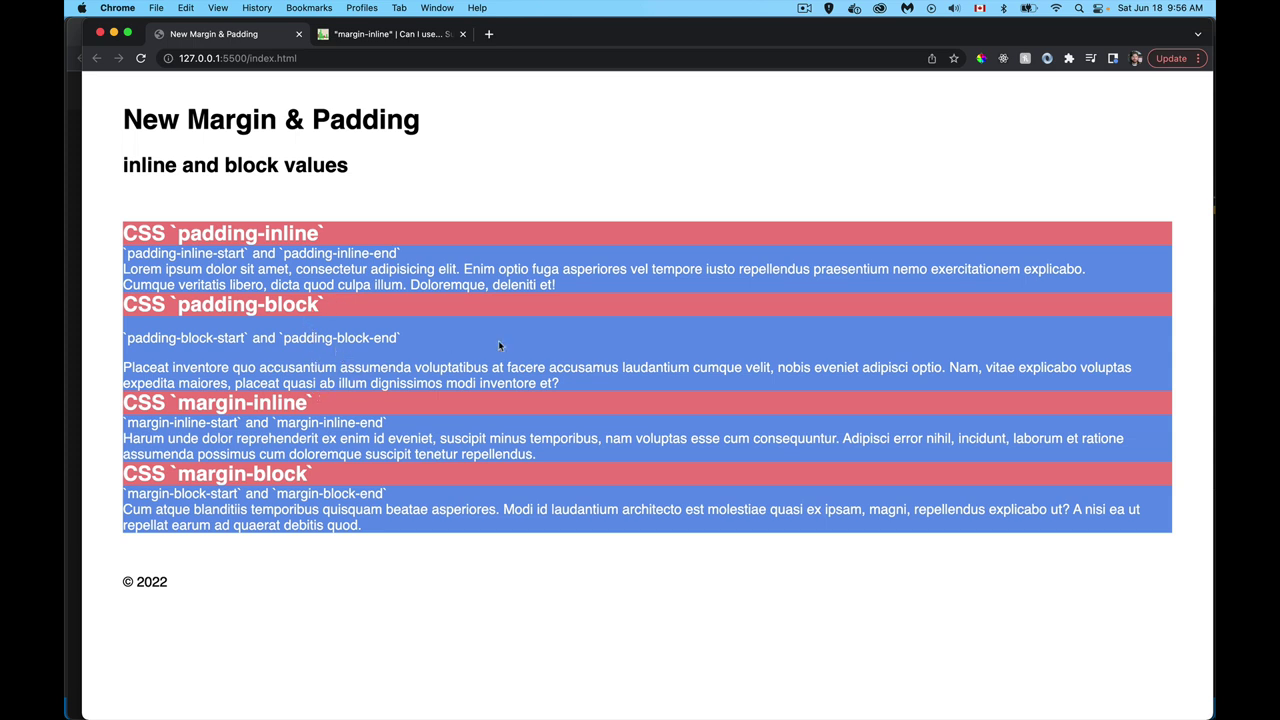 Chrome File Edit View History Bookmarks Profiles Tab Window Help Sat Jun 18 9:56 AM
New Margin & Padding "margin-inline" | Can I use...
127.0.0.1:5500/index.html Update
New Margin & Padding
inline and block values
CSS `padding-inline`
`padding-inline-start` and `padding-inline-end`
Lorem ipsum dolor sit amet, consectetur adipisicing elit. Enim optio fuga asperiores vel tempore iusto repellendus praesentium nemo exercitationem explicabo.
Cumque veritatis libero, dicta quod culpa illum. Doloremque, deleniti et!
CSS `padding-block`
`padding-block-start` and `padding-block-end`
Placeat inventore quo accusantium assumenda voluptatibus at facere accusamus laudantium cumque velit, nobis eveniet adipisci optio. Nam, vitae explicabo voluptas
expedita maiores, placeat quasi ab illum dignissimos modi inventore et?
CSS `margin-inline`
`margin-inline-start` and `margin-inline-end`
Harum unde dolor reprehenderit ex enim id eveniet, suscipit minus temporibus, nam voluptas esse cum consequuntur. Adipisci error nihil, incidunt, laborum et ratione
assumenda possimus cum doloremque suscipit tenetur repellendus.
CSS `margin-block`
`margin-block-start` and `margin-block-end`
Cum atque blanditiis temporibus quisquam beatae asperiores. Modi id laudantium architecto est molestiae quasi ex ipsam, magni, repellendus explicabo ut? A nisi ea ut
repellat earum ad quaerat debitis quod.
© 2022